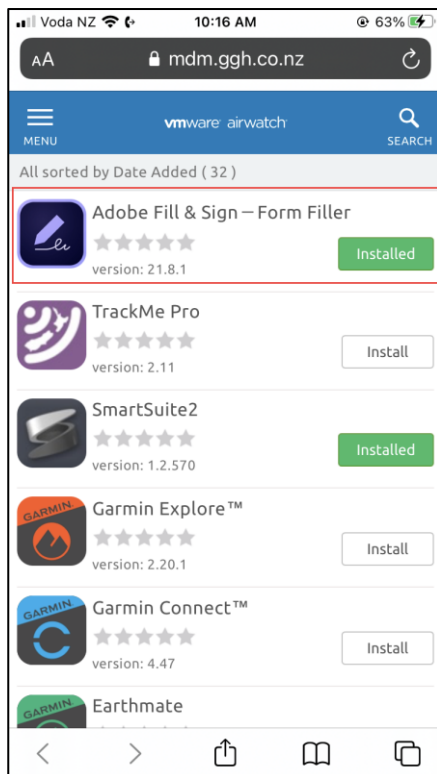 Voda NZ 10:16 AM 63%
AA mdm.ggh.co.nz
MENU vmware airwatch SEARCH
All sorted by Date Added ( 32 )
Adobe Fill & Sign – Form Filler
version: 21.8.1
Installed
TrackMe Pro
version: 2.11
Install
SmartSuite2
version: 1.2.570
Installed
GARMIN
Garmin Explore™
version: 2.20.1
Install
GARMIN
Garmin Connect™
version: 4.47
Install
GARMIN
Earthmate